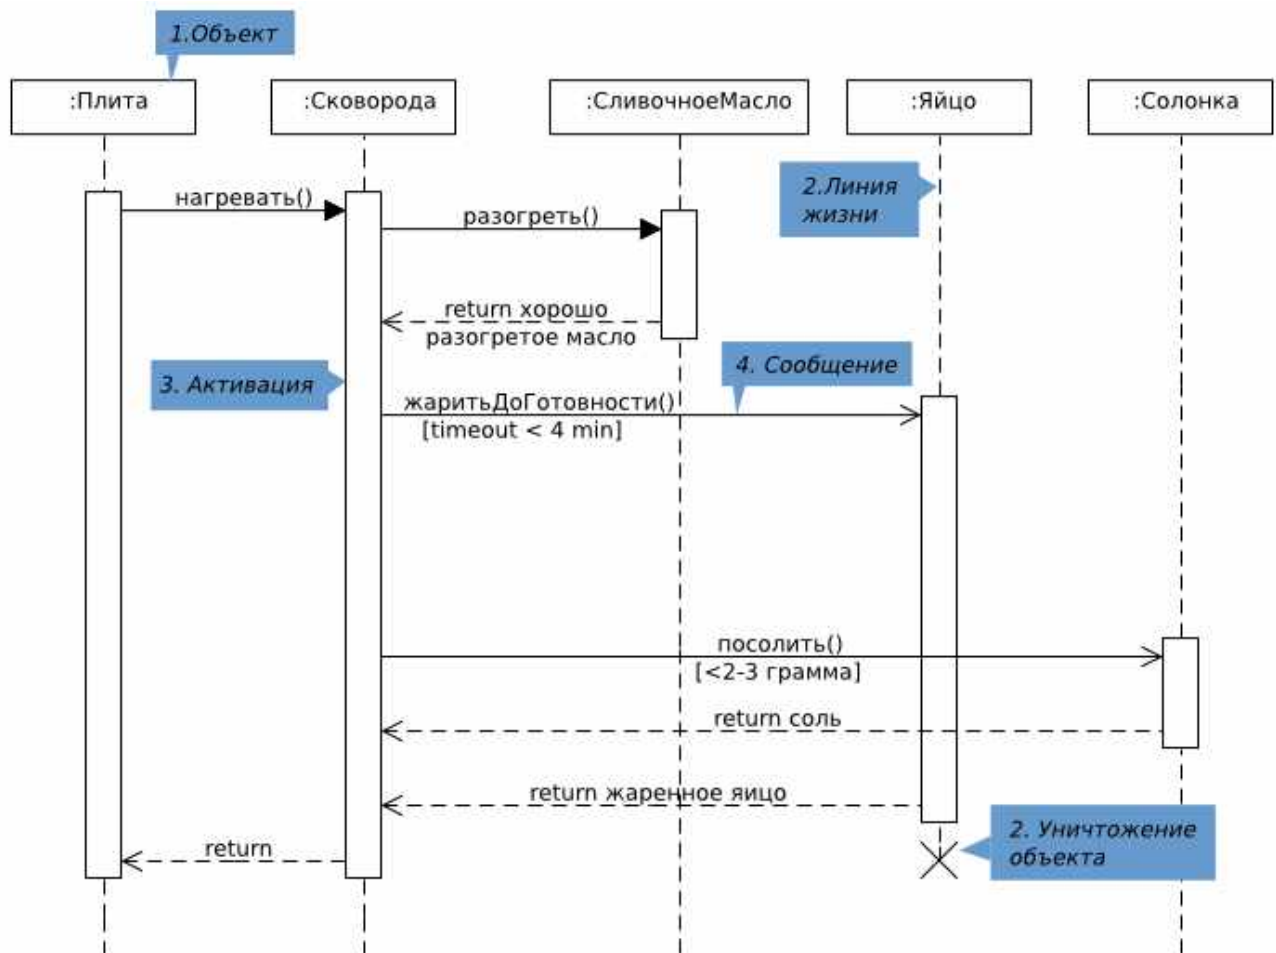 1.Объект
:Плита
:Сковорода
:СливочноеМасло
:Яйцо
:Солонка
2.Линия
жизни
нагревать()
разогреть()
return хорошо
разогретое масло
3. Активация
4. Сообщение
жаритьДоГотовности()
[timeout < 4 min]
посолить()
[<2-3 грамма]
return соль
return жаренное яицо
2. Уничтожение
объекта
return